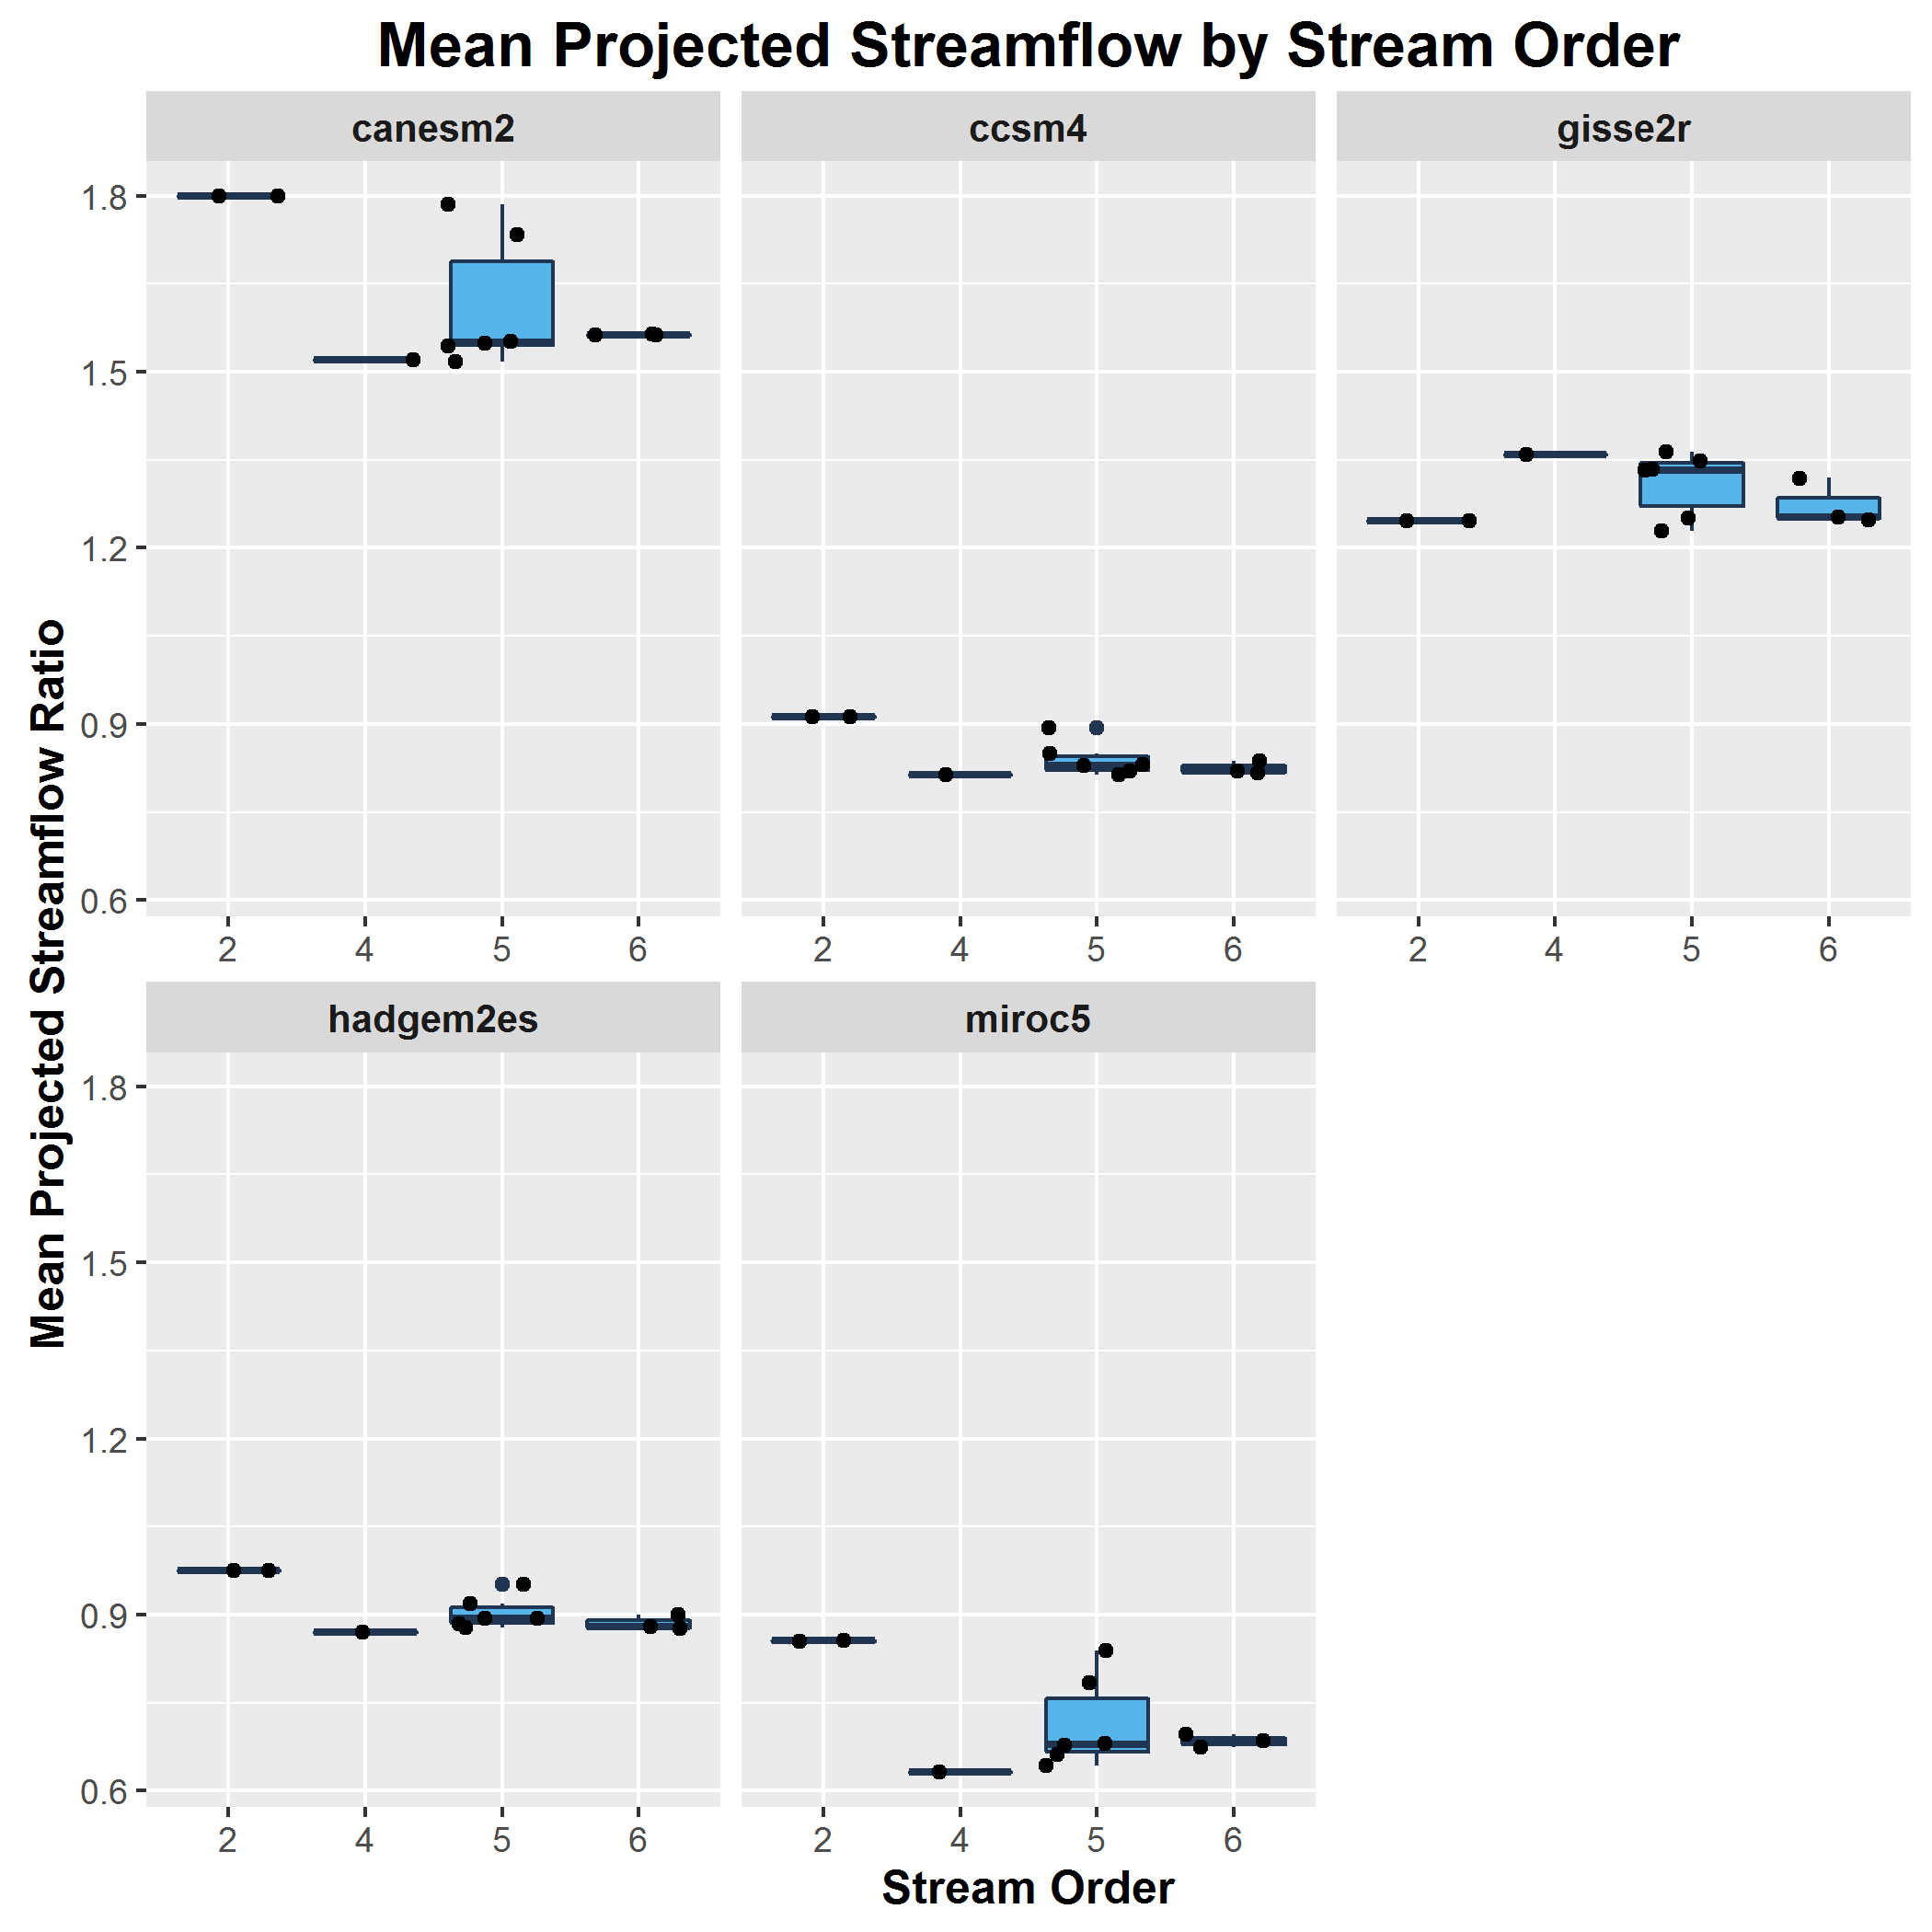 Mean Projected Streamflow by Stream Order
canesm2
ccsm4
gisse2r
1.8
1.5
1.2
0.9
0.6
2 4 5 6
2 4 5 6
2 4 5 6
Mean Projected Streamflow Ratio
hadgem2es
miroc5
1.8
1.5
1.2
0.9
0.6
2 4 5 6
2 4 5 6
Stream Order